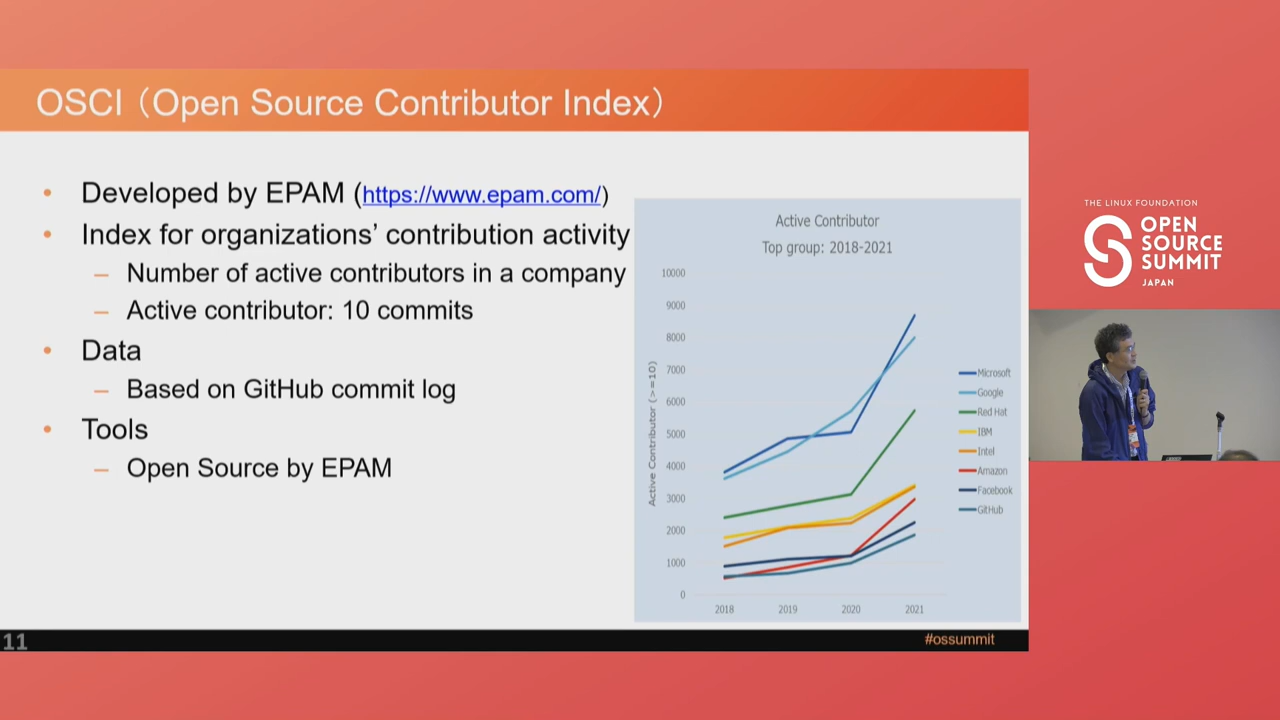 OSCI（Open Source Contributor Index）
• Developed by EPAM (https://www.epam.com/)
• Index for organizations’ contribution activity
– Number of active contributors in a company
– Active contributor: 10 commits
• Data
– Based on GitHub commit log
• Tools
– Open Source by EPAM
Active Contributor
Top group: 2018-2021
Active Contributor (>=10)
10000
9000
8000
7000
6000
5000
4000
3000
2000
1000
0
2018 2019 2020 2021
Microsoft
Google
Red Hat
IBM
Intel
Amazon
Facebook
GitHub
11
#ossummit
THE LINUX FOUNDATION
OPEN
SOURCE
SUMMIT
JAPAN